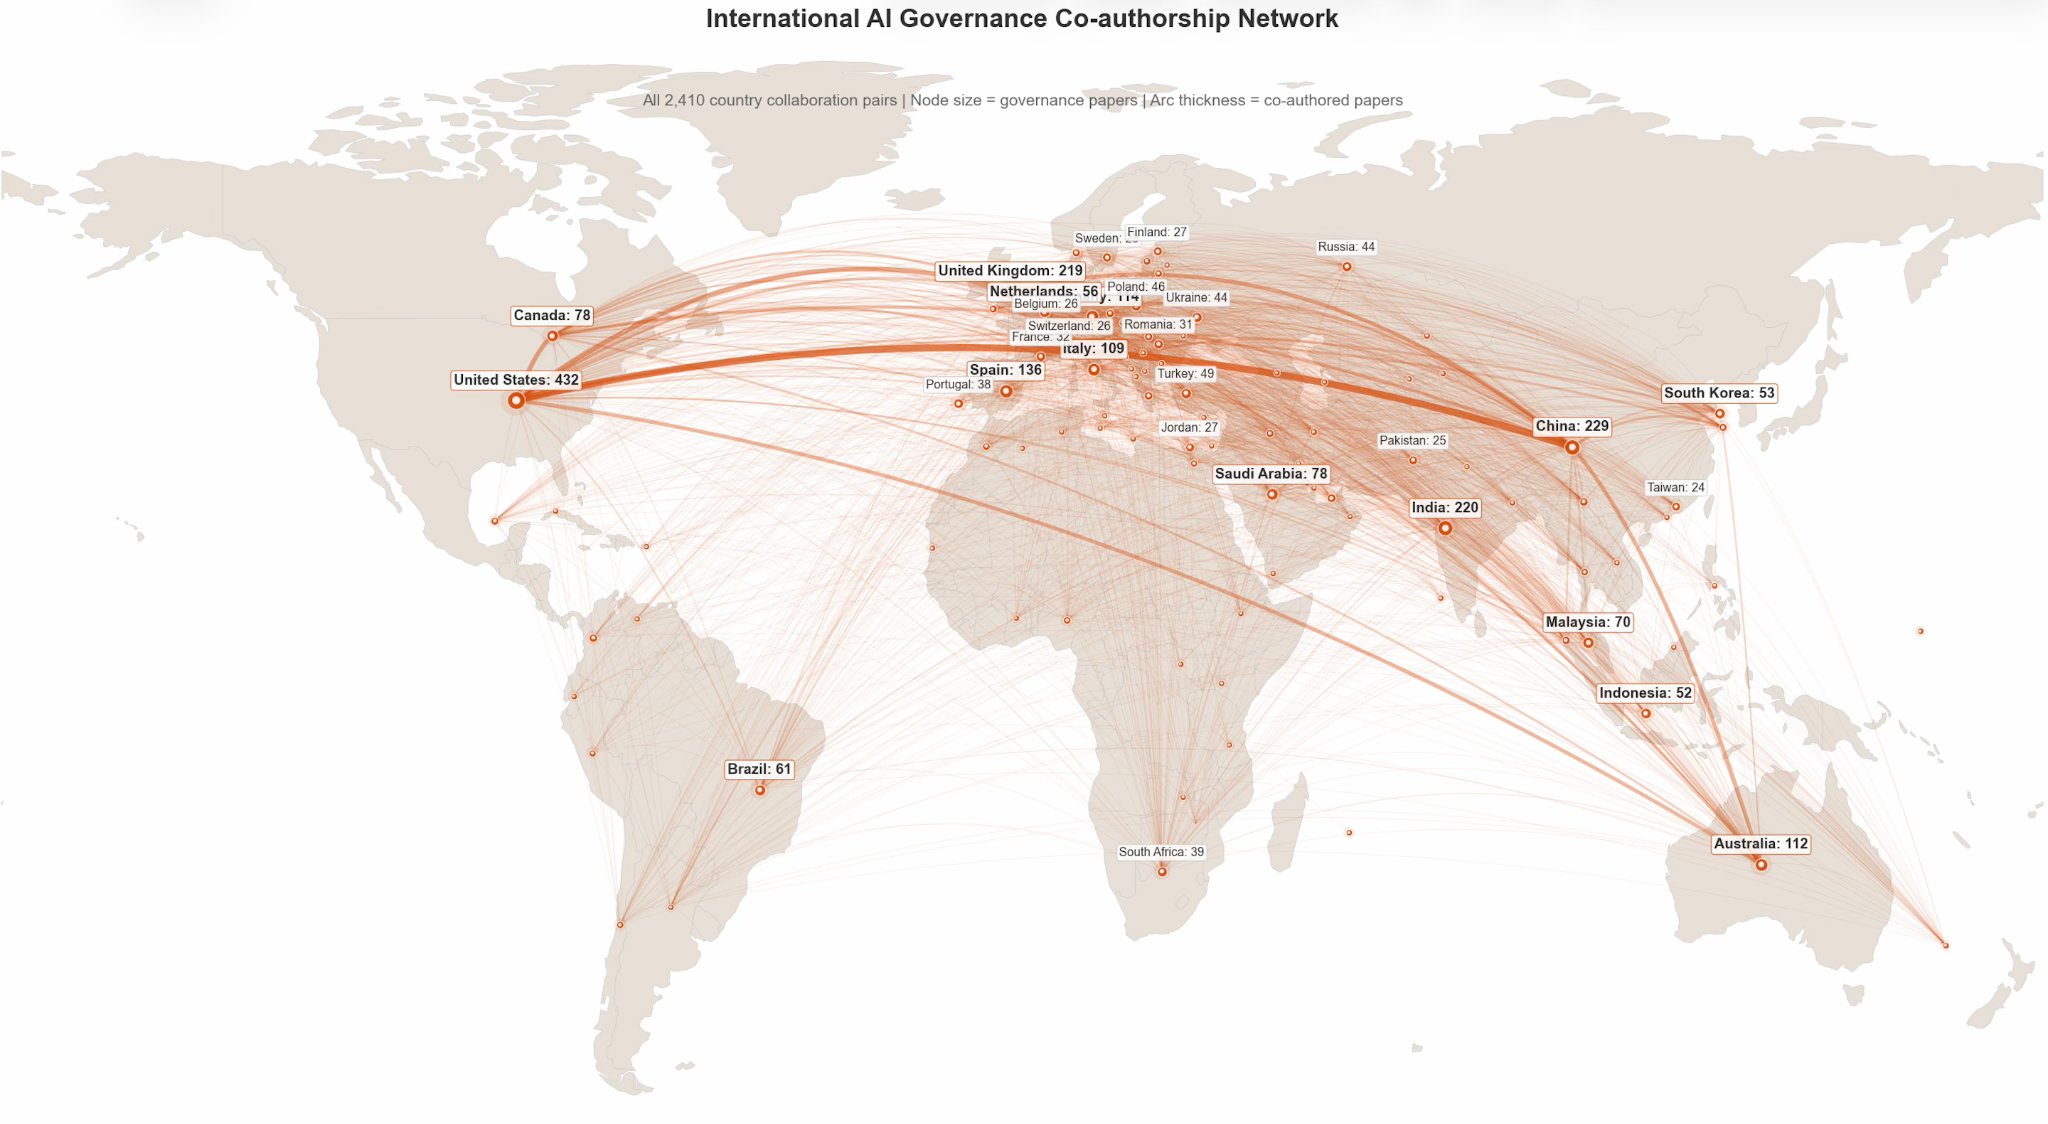 International AI Governance Co-authorship Network
All 2,410 country collaboration pairs | Node size = governance papers | Arc thickness = co-authored papers
Finland: 27
Sweden:
Russia: 44
United Kingdom: 219
Poland: 46
Netherlands: 56
114
Ukraine: 44
Belgium: 26
Canada: 78
Switzerland: 26
Romania: 31
France: 32
Italy: 109
Spain: 136
Turkey: 49
United States: 432
Portugal: 38
South Korea: 53
China: 229
Jordan: 27
Pakistan: 25
Saudi Arabia: 78
Taiwan: 24
India: 220
Malaysia: 70
Indonesia: 52
Brazil: 61
Australia: 112
South Africa: 39